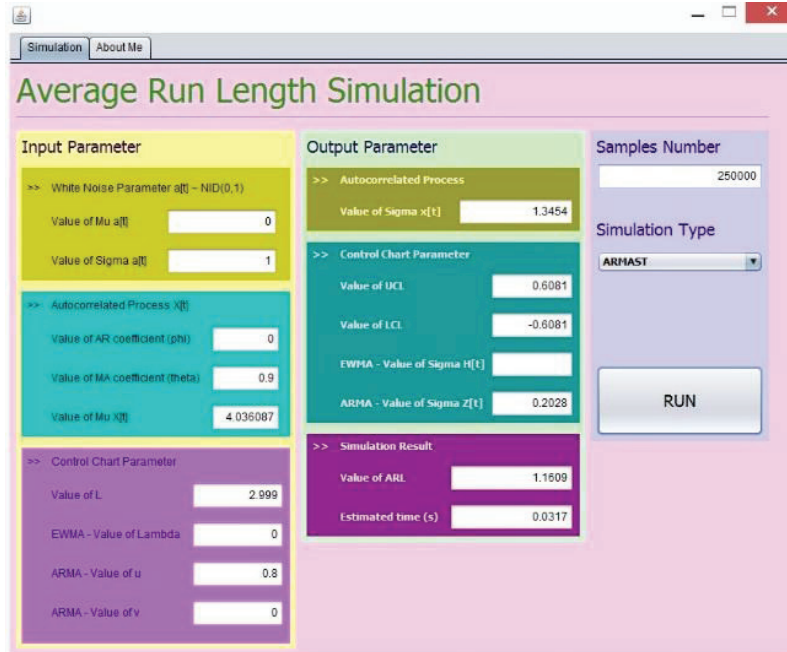 Simulation
About Me
Average Run Length Simulation
Input Parameter
>> White Noise Parameter a[t] ~ NID(0,1)
Value of Mu a[t] 0
Value of Sigma a[t] 1
>> Autocorrelated Process X[t]
Value of AR coefficient (phi) 0
Value of MA coefficient (theta) 0.9
Value of Mu X[t] 4.036087
>> Control Chart Parameter
Value of L 2.999
EWMA - Value of Lambda 0
ARMA - Value of u 0.8
ARMA - Value of v 0
Output Parameter
>> Autocorrelated Process
Value of Sigma x[t] 1.3454
>> Control Chart Parameter
Value of UCL 0.6081
Value of LCL -0.6081
EWMA - Value of Sigma H[t]
ARMA - Value of Sigma Z[t] 0.2028
>> Simulation Result
Value of ARL 1.1609
Estimated time (s) 0.0317
Samples Number
250000
Simulation Type
ARMAST
RUN